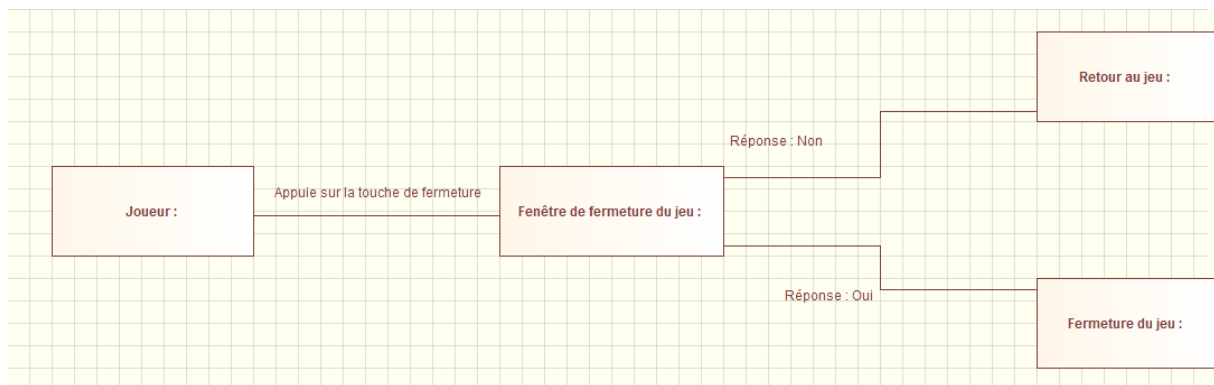 Retour au jeu :
Réponse : Non
Joueur :
Appuie sur la touche de fermeture
Fenêtre de fermeture du jeu :
Réponse : Oui
Fermeture du jeu :